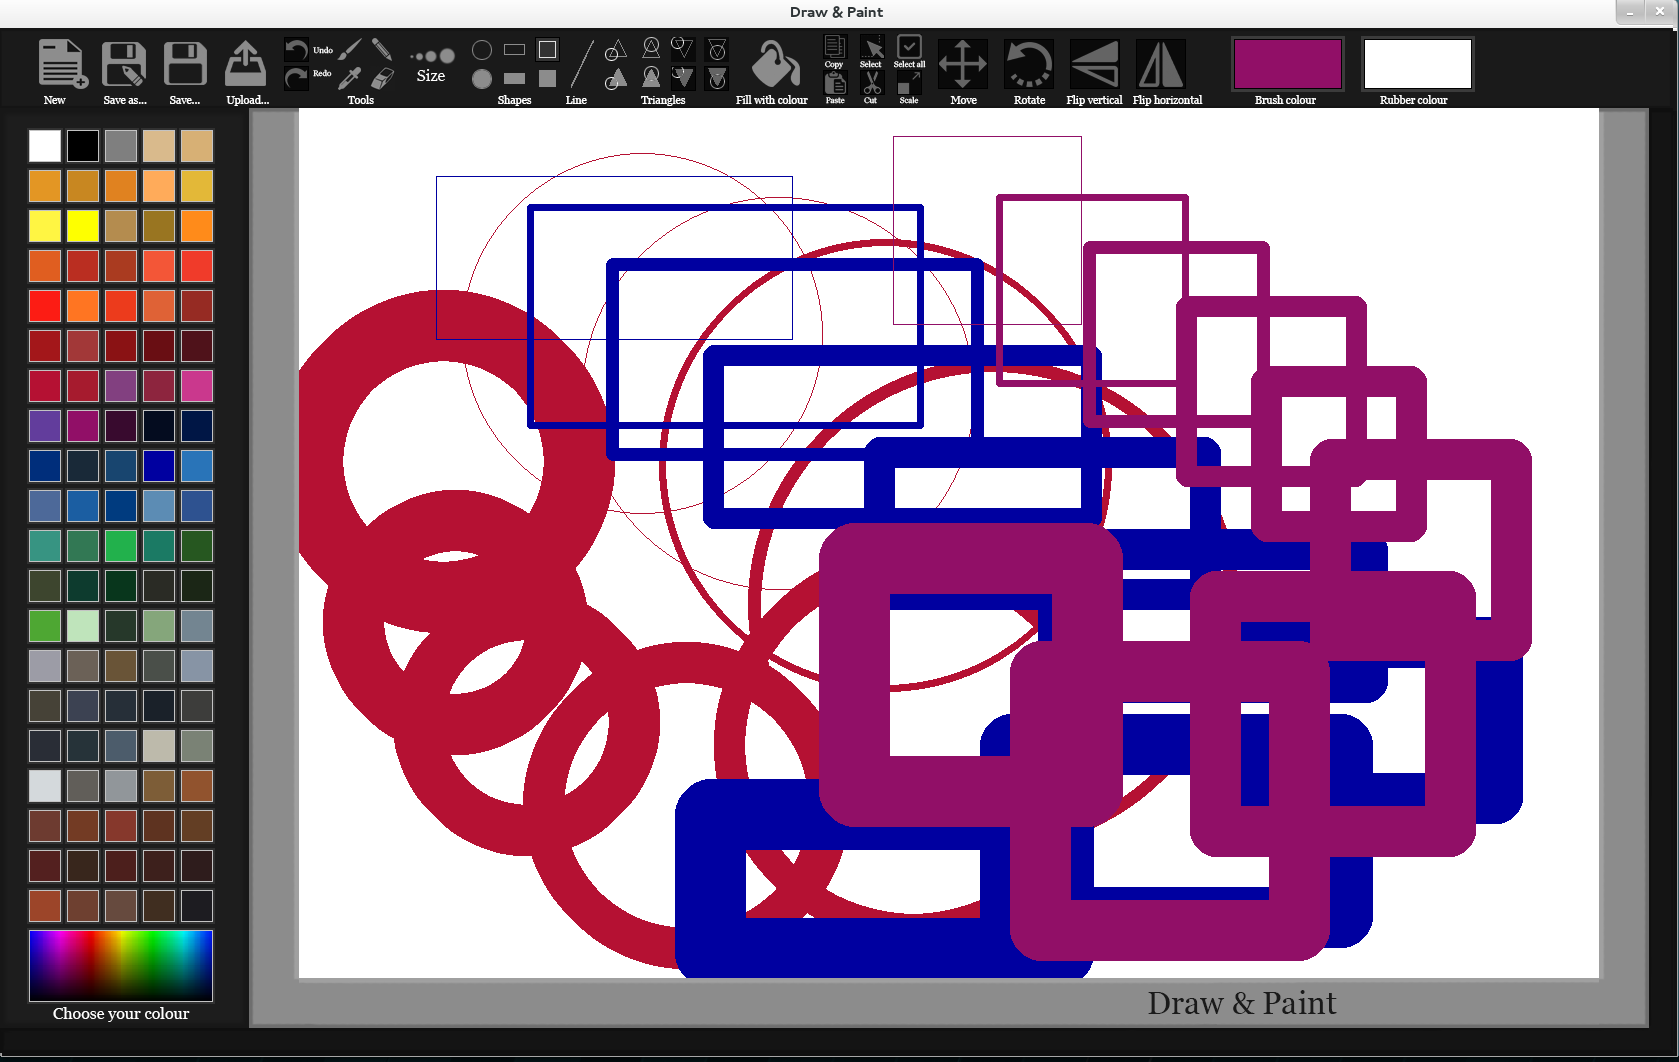 Draw & Paint
New
Save as...
Save...
Upload...
Undo
Redo
Tools
Size
Shapes
Line
Triangles
Fill with colour
Copy
Paste
Select
Cut
Select all
Scale
Move
Rotate
Flip vertical
Flip horizontal
Brush colour
Rubber colour
Choose your colour
Draw & Paint